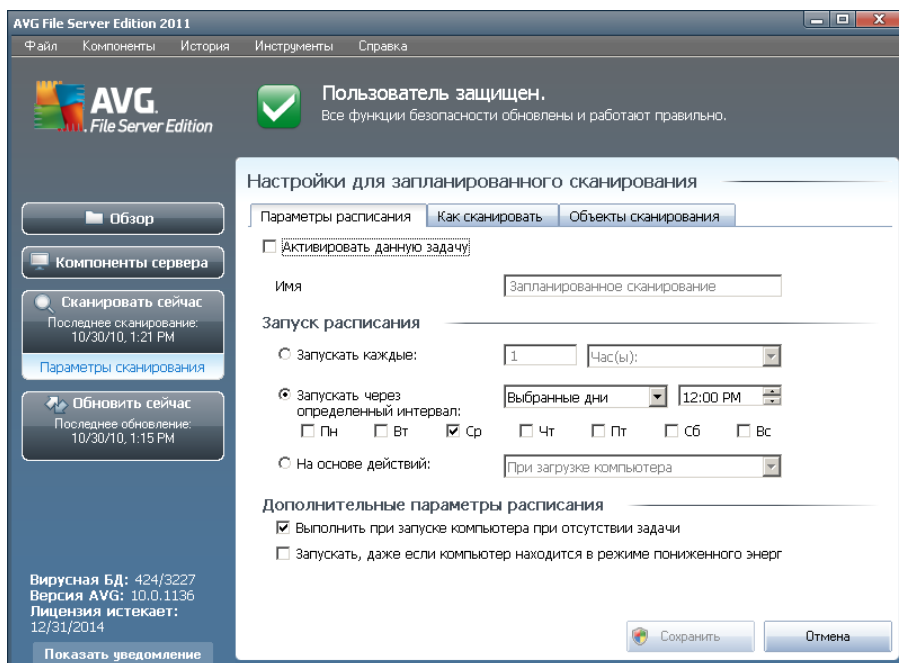 AVG File Server Edition 2011
Файл Компоненты История Инструменты Справка
AVG.
File Server Edition
Пользователь защищен.
Все функции безопасности обновлены и работают правильно.
Обзор
Компоненты сервера
Сканировать сейчас
Последнее сканирование:
10/30/10, 1:21 PM
Параметры сканирования
Обновить сейчас
Последнее обновление:
10/30/10, 1:15 PM
Вирусная БД: 424/3227
Версия AVG: 10.0.1136
Лицензия истекает:
12/31/2014
Показать уведомление
Настройки для запланированного сканирования
Параметры расписания Как сканировать Объекты сканирования
Активировать данную задачу
Имя Запланированное сканирование
Запуск расписания
Запускать каждые: 1 Час(ы):
Запускать через
определенный интервал: Выбранные дни 12:00 PM
Пн Вт Ср Чт Пт Сб Вс
На основе действий: При загрузке компьютера
Дополнительные параметры расписания
Выполнить при запуске компьютера при отсутствии задачи
Запускать, даже если компьютер находится в режиме пониженного энерг
Сохранить Отмена